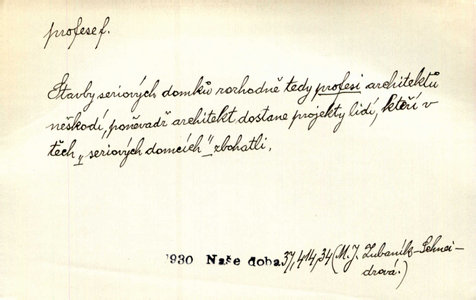 profese f.
Stavby seriových domků rozhodně tedy profesi architektů
neškodí, poněvadž architekt dostane projekty lidí, kteří v
těch „seriových domcích" zbohatli.
1930 Naše doba 37, 414, 34 (M. J. Zubaník-Schnei-
drová.)